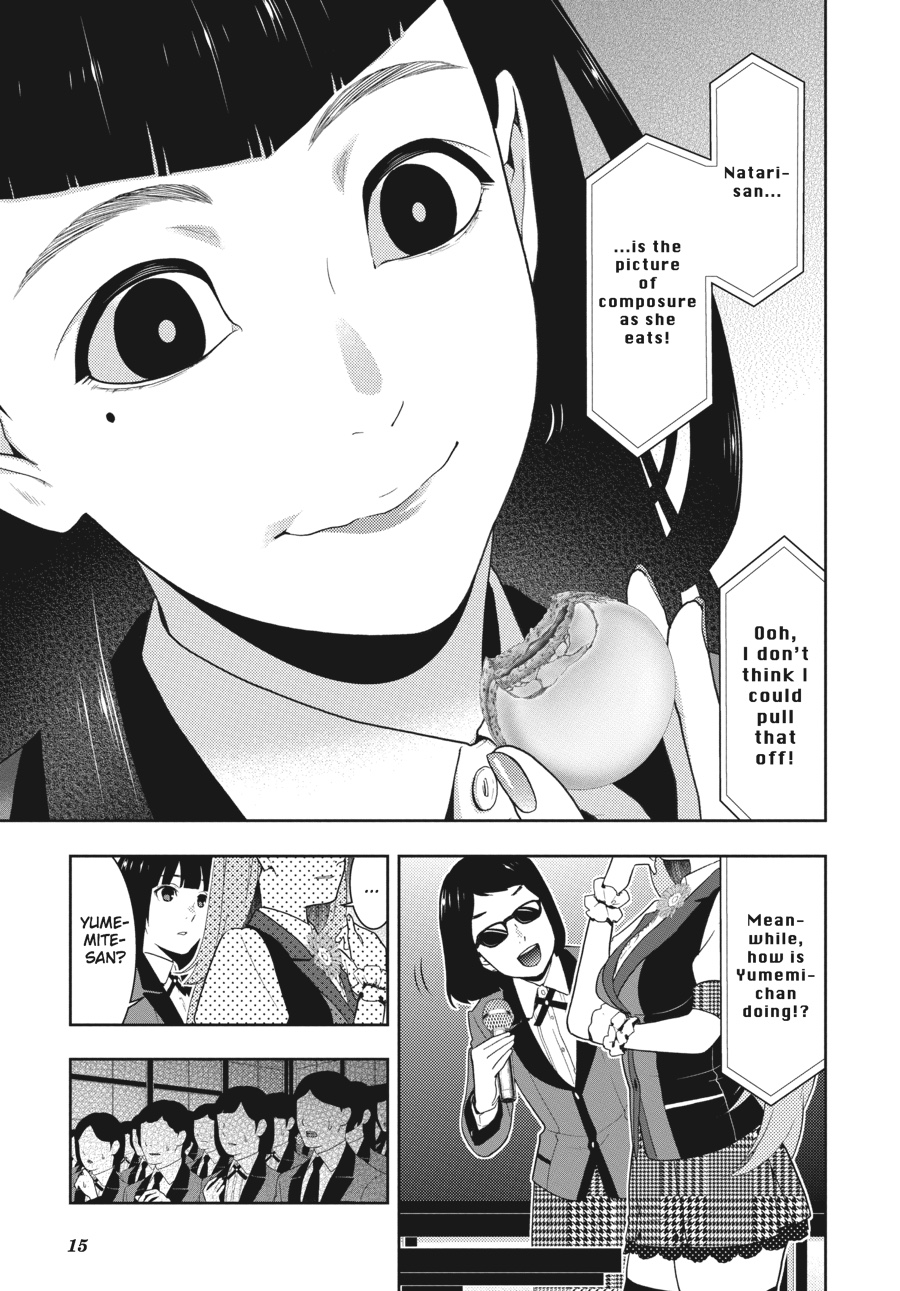 Natari-
san...
...is the
picture
of
composure
as she
eats!
Ooh,
I don't
think I
could
pull
that
off!
Mean-
while,
how is
Yumemi-
chan
doing!?
...
YUME-
MITE-
SAN?
15